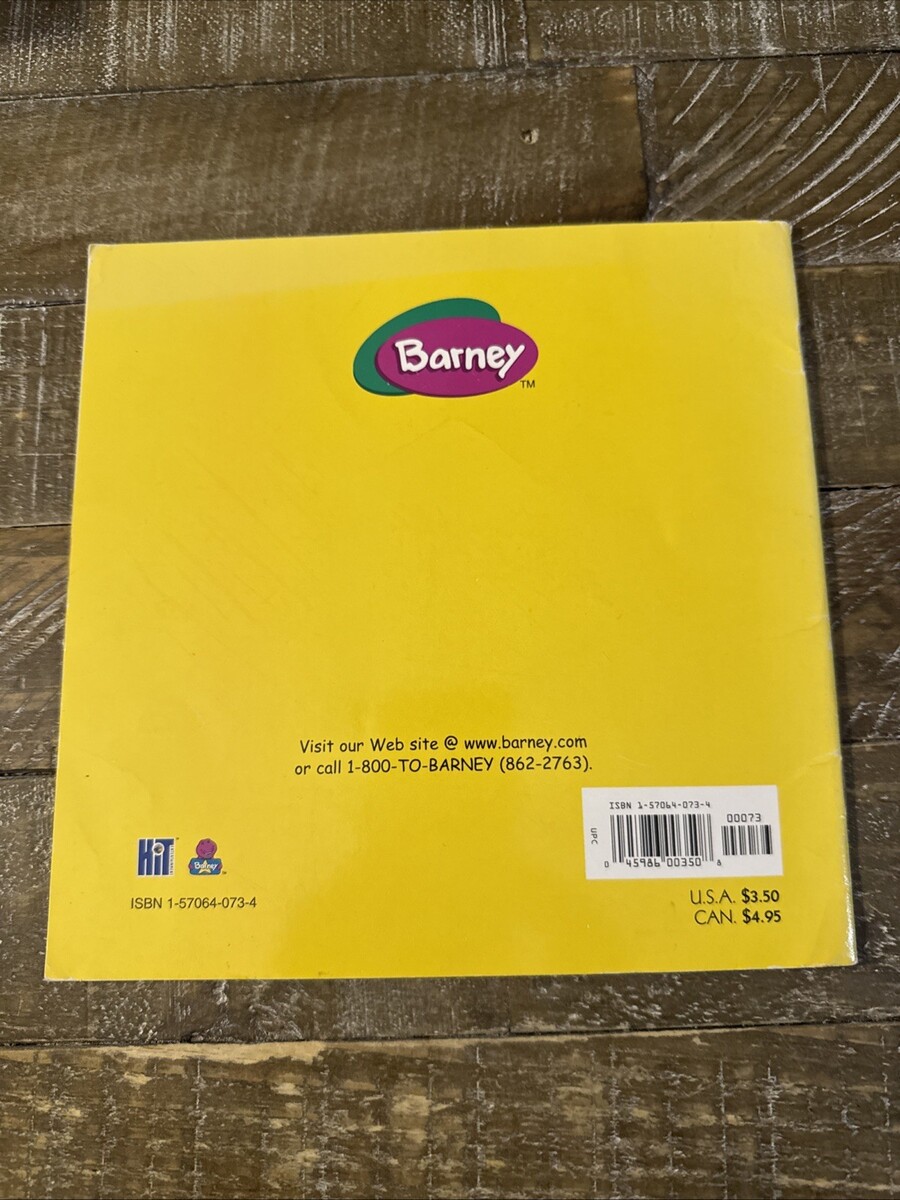 Barney
TM
Visit our Web site @ www.barney.com
or call 1-800-TO-BARNEY (862-2763).
ISBN 1-57064-073-4
00073
UPC
0 45986 00350 8
HiT
Barney
ISBN 1-57064-073-4
U.S.A. $3.50
CAN. $4.95